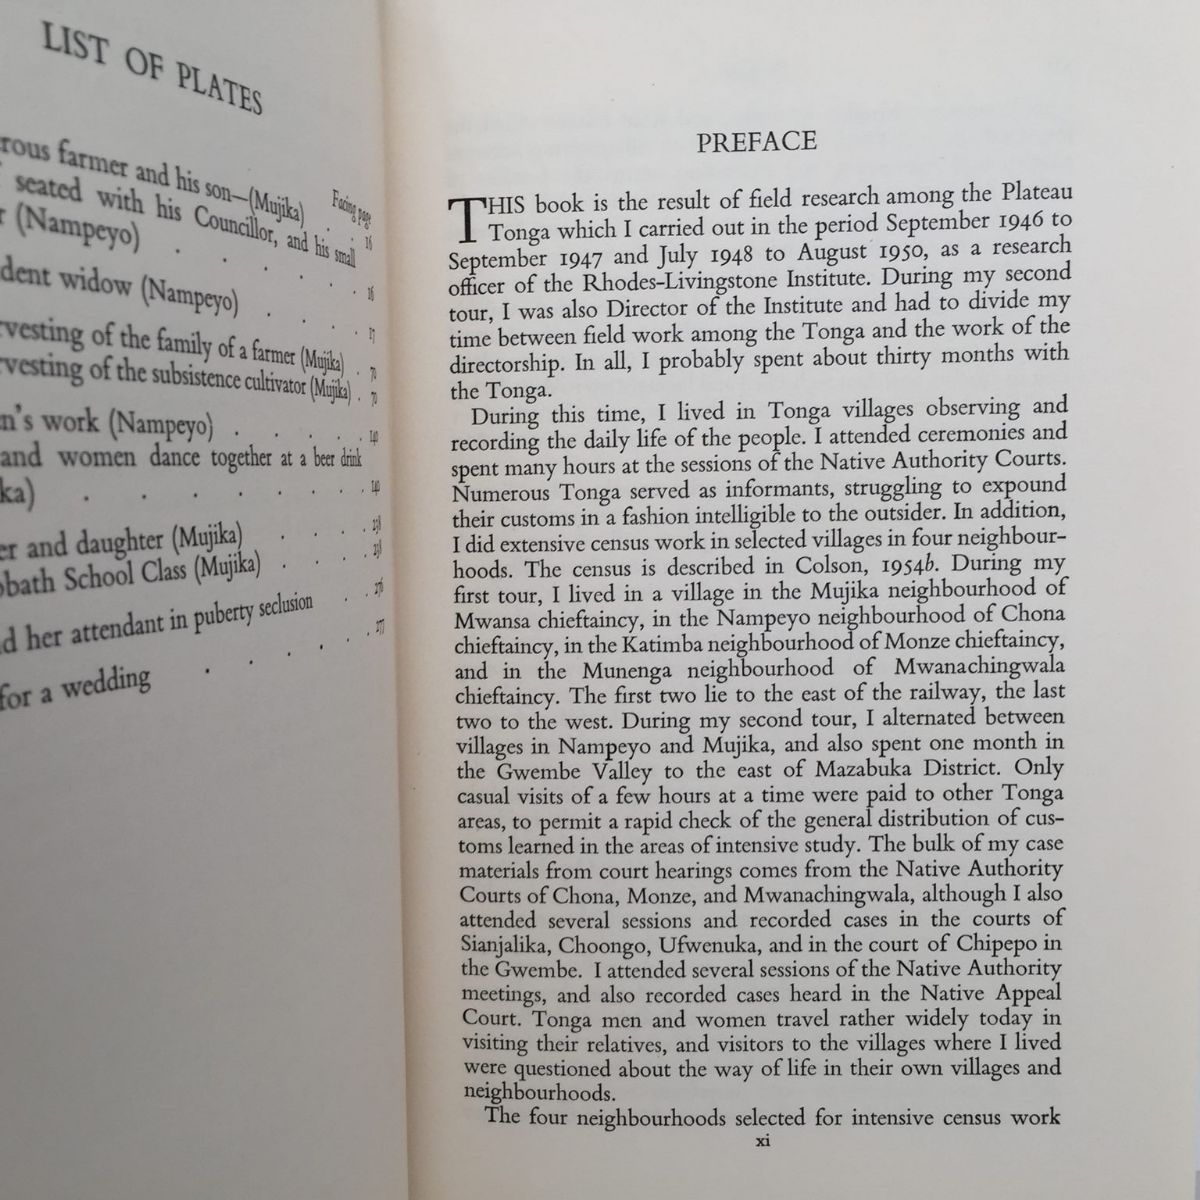 LIST OF PLATES
Facing page
rous farmer and his son—(Mujika) . . 16
seated with his Councillor, and his small
(Nampeyo) . . . . . . 16
dent widow (Nampeyo) . . . . 17
vesting of the family of a farmer (Mujika) . 70
vesting of the subsistence cultivator (Mujika) . 70
n's work (Nampeyo) . . . . . 140
and women dance together at a beer drink
ka) . . . . . . . 140
er and daughter (Mujika) . . . . 238
bath School Class (Mujika) . . . . 238
d her attendant in puberty seclusion . . 276
for a wedding . . . . . 277
PREFACE
THIS book is the result of field research among the Plateau
Tonga which I carried out in the period September 1946 to
September 1947 and July 1948 to August 1950, as a research
officer of the Rhodes-Livingstone Institute. During my second
tour, I was also Director of the Institute and had to divide my
time between field work among the Tonga and the work of the
directorship. In all, I probably spent about thirty months with
the Tonga.
During this time, I lived in Tonga villages observing and
recording the daily life of the people. I attended ceremonies and
spent many hours at the sessions of the Native Authority Courts.
Numerous Tonga served as informants, struggling to expound
their customs in a fashion intelligible to the outsider. In addition,
I did extensive census work in selected villages in four neighbour-
hoods. The census is described in Colson, 1954b. During my
first tour, I lived in a village in the Mujika neighbourhood of
Mwansa chieftaincy, in the Nampeyo neighbourhood of Chona
chieftaincy, in the Katimba neighbourhood of Monze chieftaincy,
and in the Munenga neighbourhood of Mwanachingwala
chieftaincy. The first two lie to the east of the railway, the last
two to the west. During my second tour, I alternated between
villages in Nampeyo and Mujika, and also spent one month in
the Gwembe Valley to the east of Mazabuka District. Only
casual visits of a few hours at a time were paid to other Tonga
areas, to permit a rapid check of the general distribution of cus-
toms learned in the areas of intensive study. The bulk of my case
materials from court hearings comes from the Native Authority
Courts of Chona, Monze, and Mwanachingwala, although I also
attended several sessions and recorded cases in the courts of
Sianjalika, Choongo, Ufwenuka, and in the court of Chipepo in
the Gwembe. I attended several sessions of the Native Authority
meetings, and also recorded cases heard in the Native Appeal
Court. Tonga men and women travel rather widely today in
visiting their relatives, and visitors to the villages where I lived
were questioned about the way of life in their own villages and
neighbourhoods.
The four neighbourhoods selected for intensive census work
xi